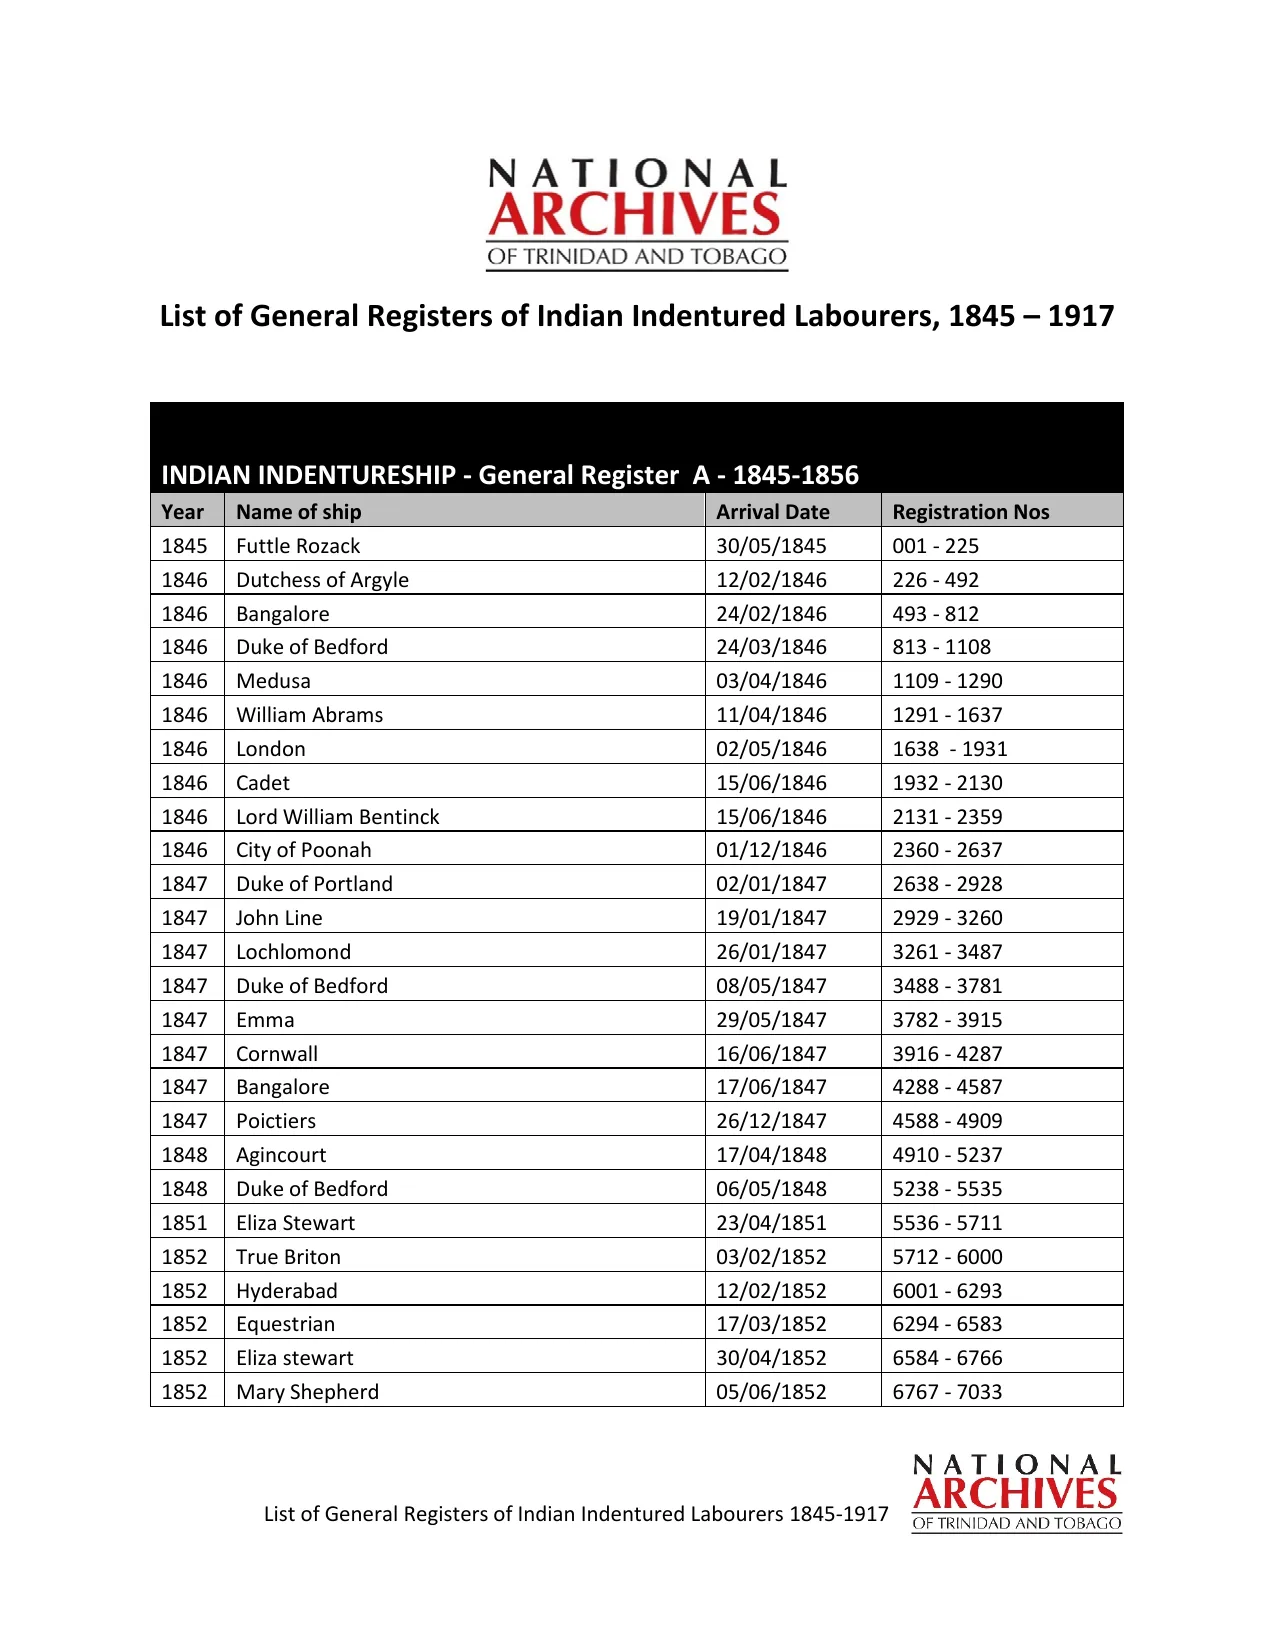 NATIONAL
ARCHIVES
OF TRINIDAD AND TOBAGO
List of General Registers of Indian Indentured Labourers, 1845 – 1917
INDIAN INDENTURESHIP - General Register  A - 1845-1856
Year Name of ship Arrival Date Registration Nos
1845 Futtle Rozack 30/05/1845 001 - 225
1846 Dutchess of Argyle 12/02/1846 226 - 492
1846 Bangalore 24/02/1846 493 - 812
1846 Duke of Bedford 24/03/1846 813 - 1108
1846 Medusa 03/04/1846 1109 - 1290
1846 William Abrams 11/04/1846 1291 - 1637
1846 London 02/05/1846 1638  - 1931
1846 Cadet 15/06/1846 1932 - 2130
1846 Lord William Bentinck 15/06/1846 2131 - 2359
1846 City of Poonah 01/12/1846 2360 - 2637
1847 Duke of Portland 02/01/1847 2638 - 2928
1847 John Line 19/01/1847 2929 - 3260
1847 Lochlomond 26/01/1847 3261 - 3487
1847 Duke of Bedford 08/05/1847 3488 - 3781
1847 Emma 29/05/1847 3782 - 3915
1847 Cornwall 16/06/1847 3916 - 4287
1847 Bangalore 17/06/1847 4288 - 4587
1847 Poictiers 26/12/1847 4588 - 4909
1848 Agincourt 17/04/1848 4910 - 5237
1848 Duke of Bedford 06/05/1848 5238 - 5535
1851 Eliza Stewart 23/04/1851 5536 - 5711
1852 True Briton 03/02/1852 5712 - 6000
1852 Hyderabad 12/02/1852 6001 - 6293
1852 Equestrian 17/03/1852 6294 - 6583
1852 Eliza stewart 30/04/1852 6584 - 6766
1852 Mary Shepherd 05/06/1852 6767 - 7033
List of General Registers of Indian Indentured Labourers 1845-1917
NATIONAL
ARCHIVES
OF TRINIDAD AND TOBAGO